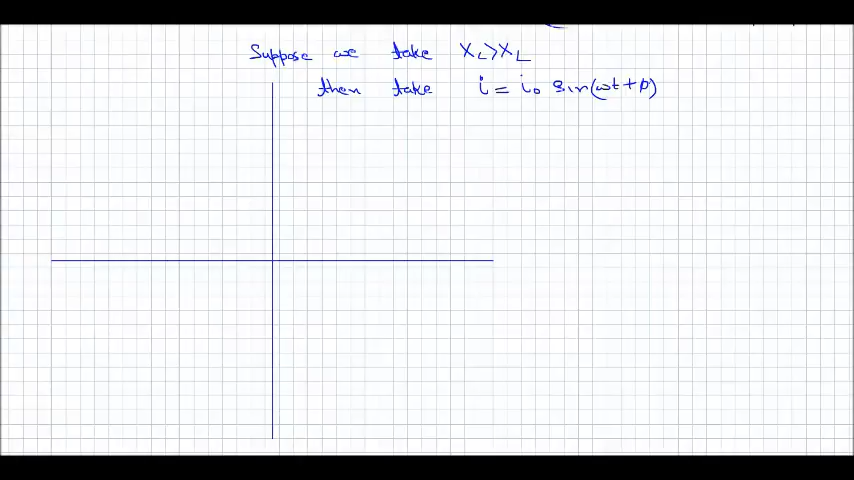 Suppose we take X_C>X_L
then take i = i₀ sin(ωt+φ)